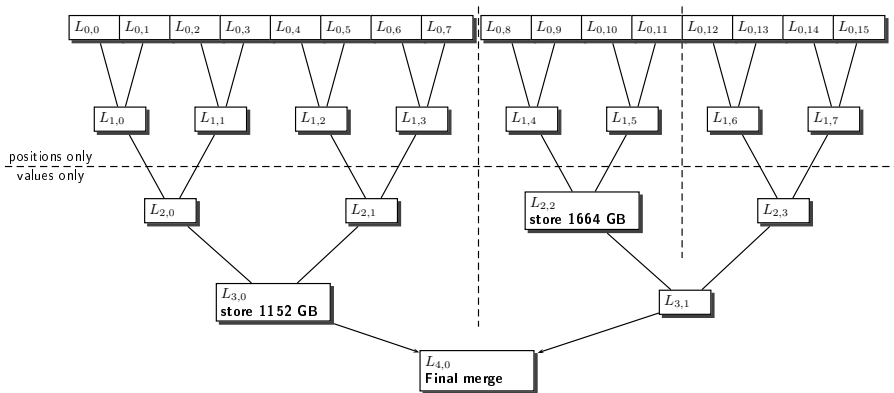 L0,0 L0,1 L0,2 L0,3 L0,4 L0,5 L0,6 L0,7 L0,8 L0,9 L0,10 L0,11 L0,12 L0,13 L0,14 L0,15
L1,0 L1,1 L1,2 L1,3 L1,4 L1,5 L1,6 L1,7
positions only
values only
L2,0 L2,1 L2,2 L2,3
store 1664 GB
L3,0 L3,1
store 1152 GB
L4,0
Final merge